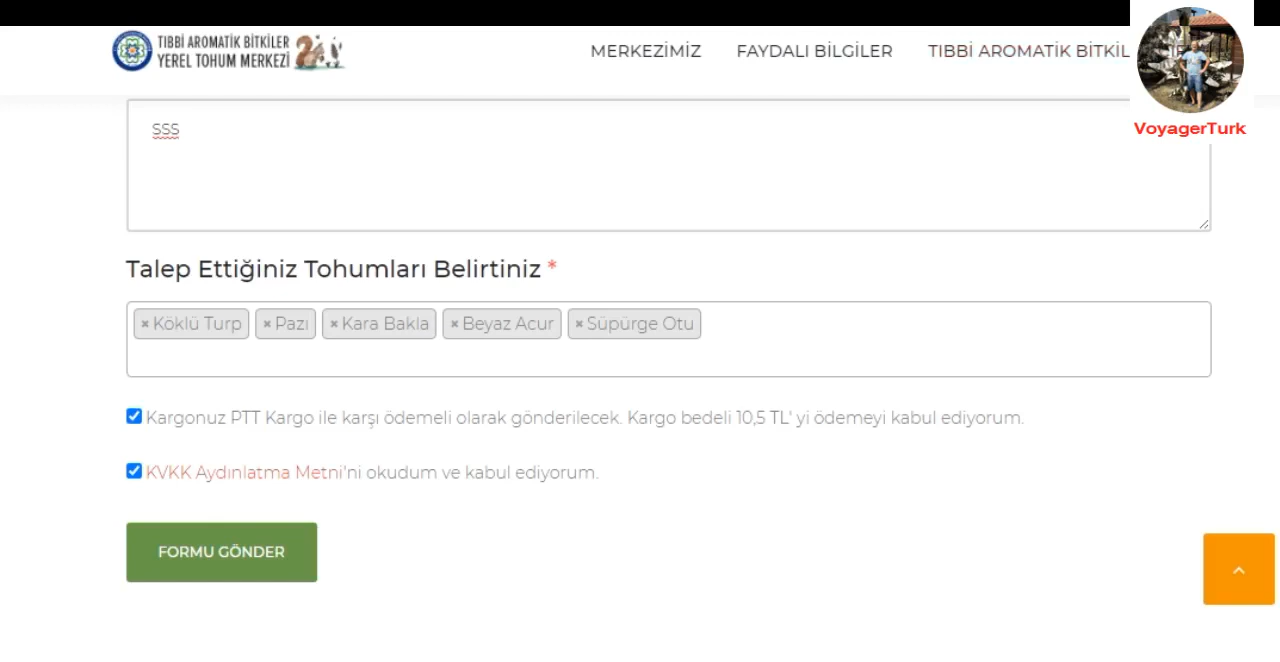 TIBBİ AROMATİK BİTKİLER
YEREL TOHUM MERKEZİ
MERKEZİMİZ FAYDALI BİLGİLER TIBBİ AROMATİK BİTKİL
VoyagerTurk
sss
Talep Ettiğiniz Tohumları Belirtiniz *
× Köklü Turp × Pazı × Kara Bakla × Beyaz Acur × Süpürge Otu
Kargonuz PTT Kargo ile karşı ödemeli olarak gönderilecek. Kargo bedeli 10,5 TL' yi ödemeyi kabul ediyorum.
KVKK Aydınlatma Metni'ni okudum ve kabul ediyorum.
FORMU GÖNDER